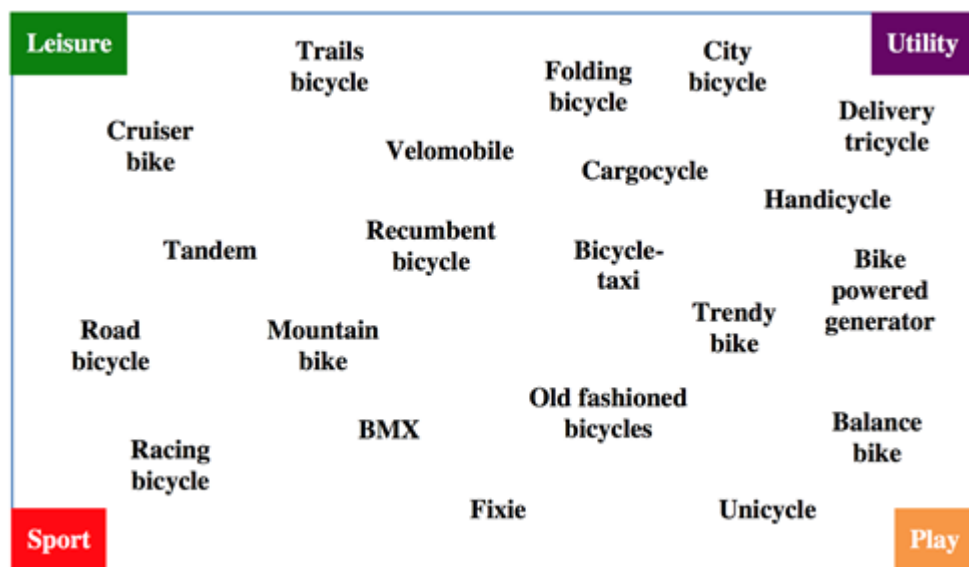 Leisure
Utility
Trails
bicycle
Folding
bicycle
City
bicycle
Delivery
tricycle
Cruiser
bike
Velomobile
Cargocycle
Handicycle
Tandem
Recumbent
bicycle
Bicycle-
taxi
Bike
powered
generator
Road
bicycle
Mountain
bike
Trendy
bike
Old fashioned
bicycles
BMX
Balance
bike
Racing
bicycle
Fixie
Unicycle
Sport
Play